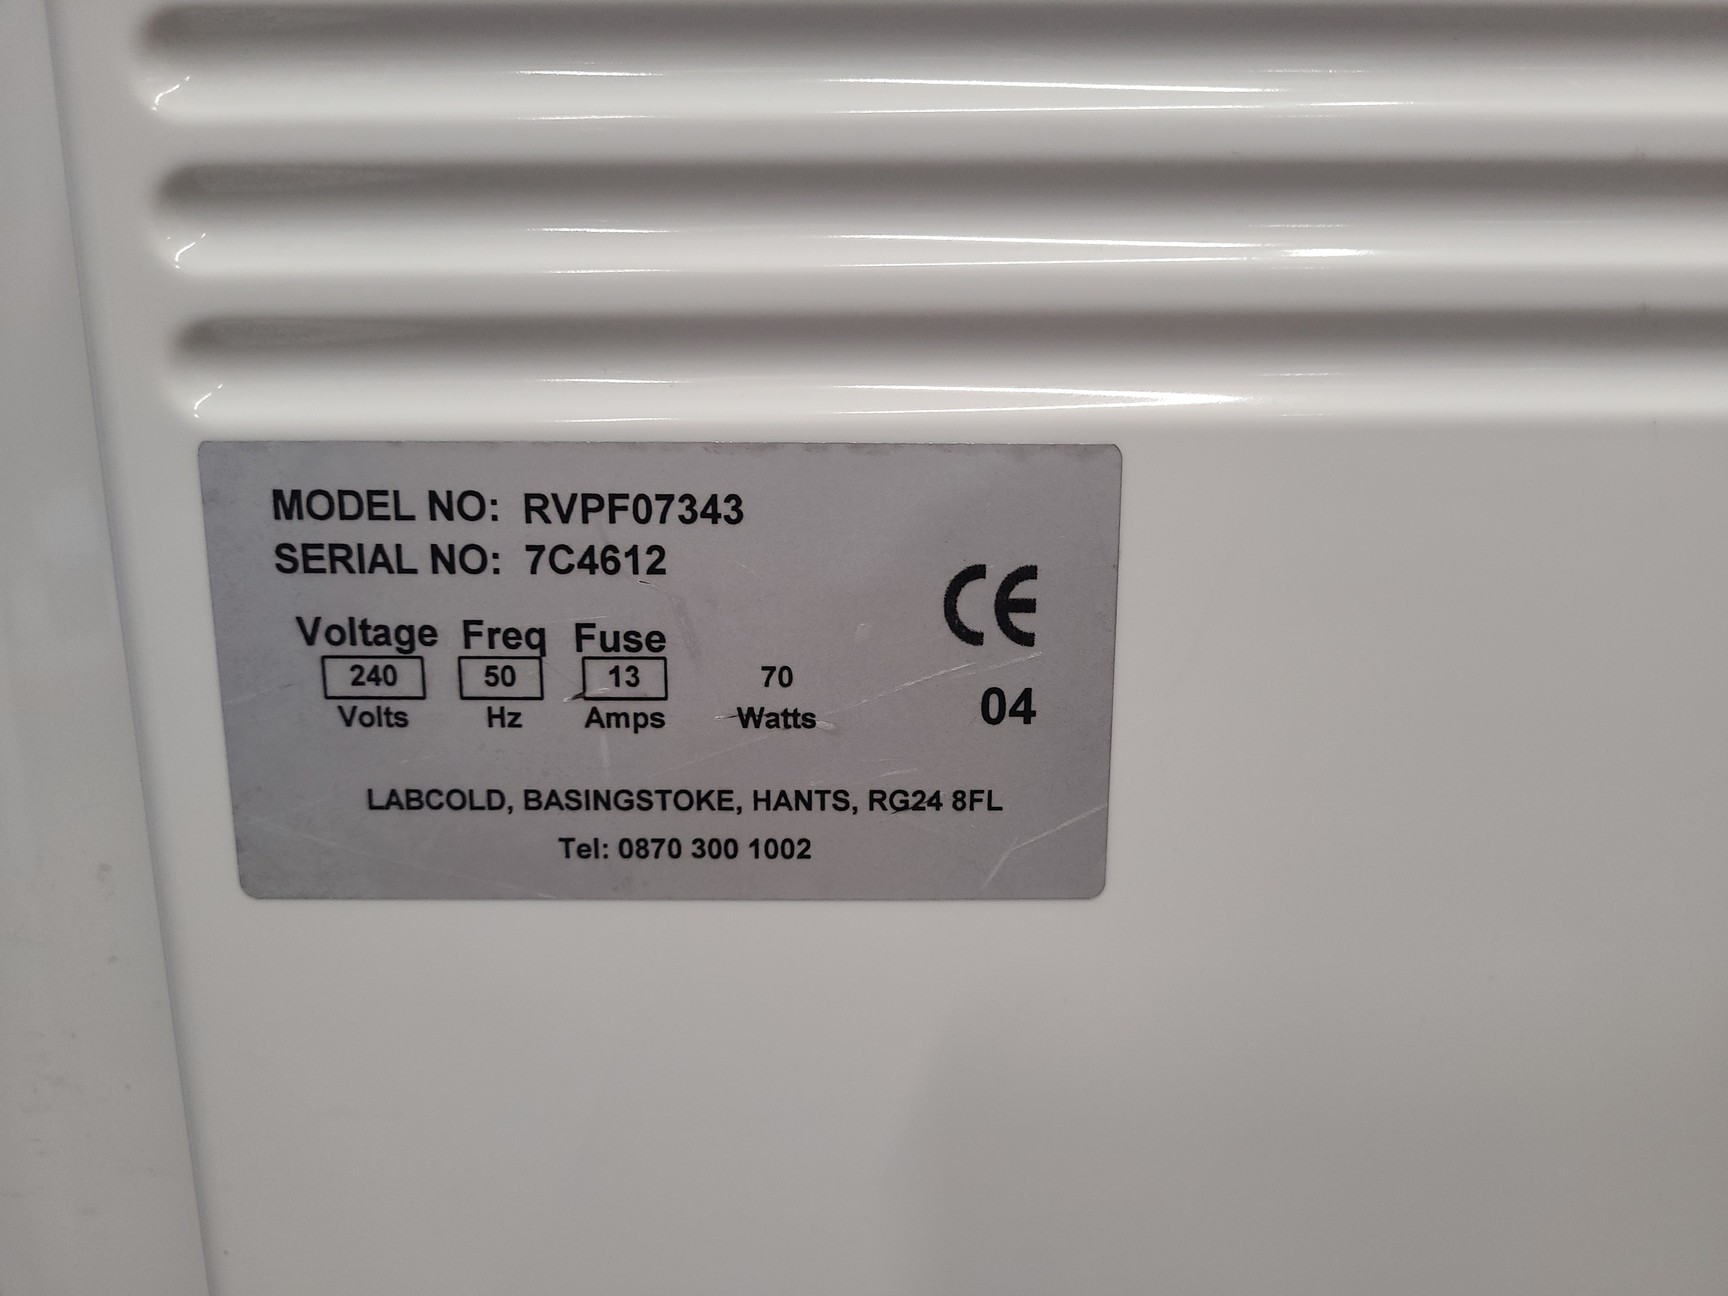 MODEL NO: RVPF07343
SERIAL NO: 7C4612
CE
Voltage Freq Fuse
240 50 13 70
Volts Hz Amps Watts
04
LABCOLD, BASINGSTOKE, HANTS, RG24 8FL
Tel: 0870 300 1002